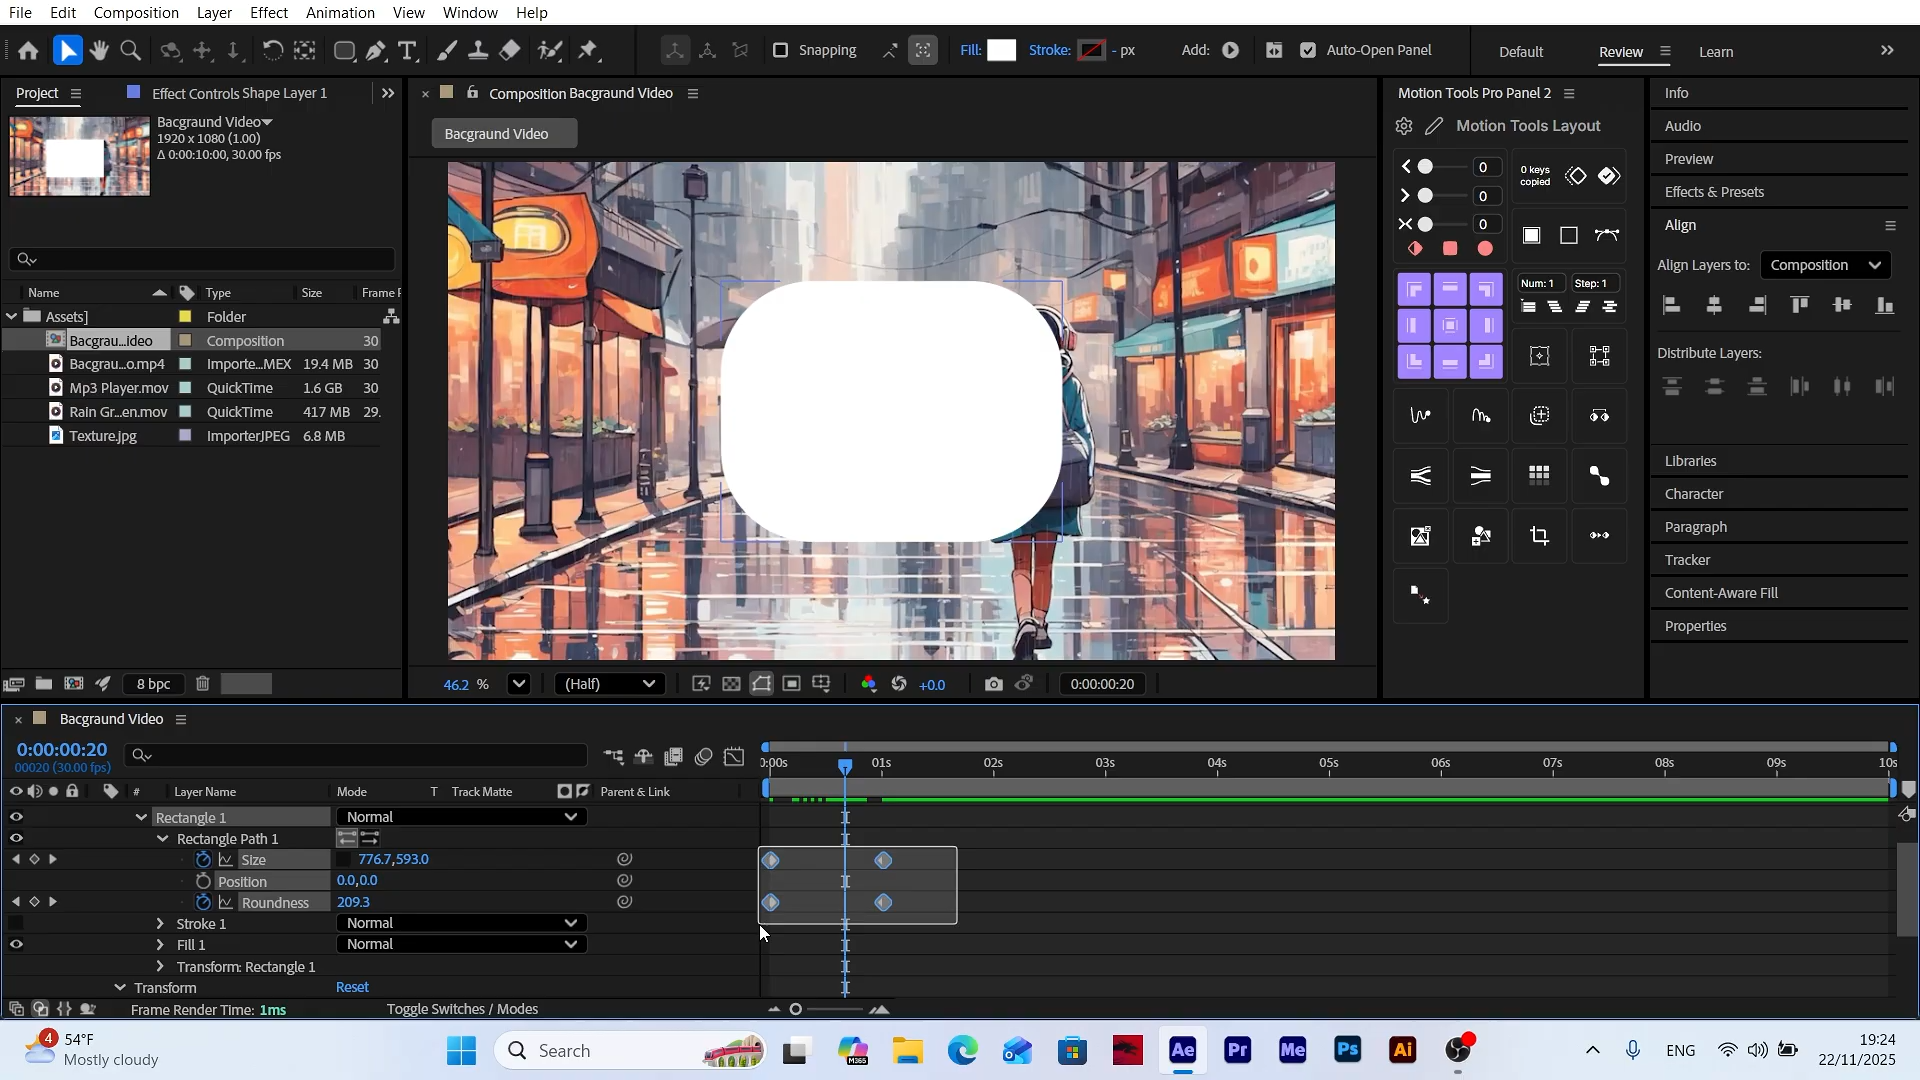 File Edit Composition Layer Effect Animation View Window Help
Snapping Fill: Stroke: - px Add: Auto-Open Panel Default Review Learn
Project Effect Controls Shape Layer 1
Composition Bacgraund Video
Bacgraund Video
Bacgraund Video
1920 x 1080 (1.00)
Δ 0:00:10:00, 30.00 fps
Name Type Size Frame F
Assets] Folder
Bacgrau...ideo Composition 30
Bacgrau...o.mp4 Importe...MEX 19.4 MB 30
Mp3 Player.mov QuickTime 1.6 GB 30
Rain Gr...en.mov QuickTime 417 MB 29.
Texture.jpg ImporterJPEG 6.8 MB
8 bpc
46.2 % (Half) +0.0 0:00:00:20
Motion Tools Pro Panel 2
Motion Tools Layout
0
0
0
0 keys
copied
Num: 1 Step: 1
Info
Audio
Preview
Effects & Presets
Align
Align Layers to: Composition
Distribute Layers:
Libraries
Character
Paragraph
Tracker
Content-Aware Fill
Properties
Bacgraund Video
0:00:00:20
00020 (30.00 fps)
0:00s 01s 02s 03s 04s 05s 06s 07s 08s 09s 10s
# Layer Name Mode T Track Matte Parent & Link
Rectangle 1 Normal
Rectangle Path 1
Size 776.7,593.0
Position 0.0,0.0
Roundness 209.3
Stroke 1 Normal
Fill 1 Normal
Transform: Rectangle 1
Transform Reset
Frame Render Time: 1ms Toggle Switches / Modes
4
54°F
Mostly cloudy
Search
M365
Ae Pr Me Ps Ai
ENG
19:24
22/11/2025